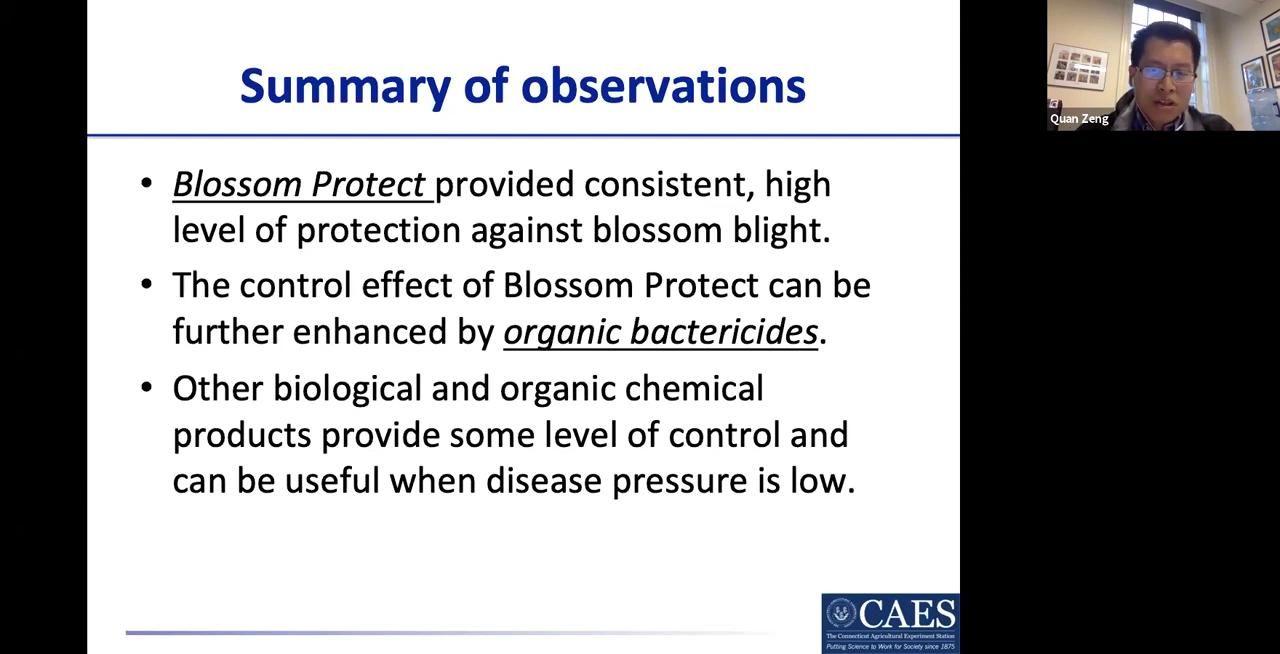 Summary of observations
Quan Zeng
• Blossom Protect provided consistent, high
level of protection against blossom blight.
• The control effect of Blossom Protect can be
further enhanced by organic bactericides.
• Other biological and organic chemical
products provide some level of control and
can be useful when disease pressure is low.
CAES
The Connecticut Agricultural Experiment Station
Putting Science to Work for Society since 1875